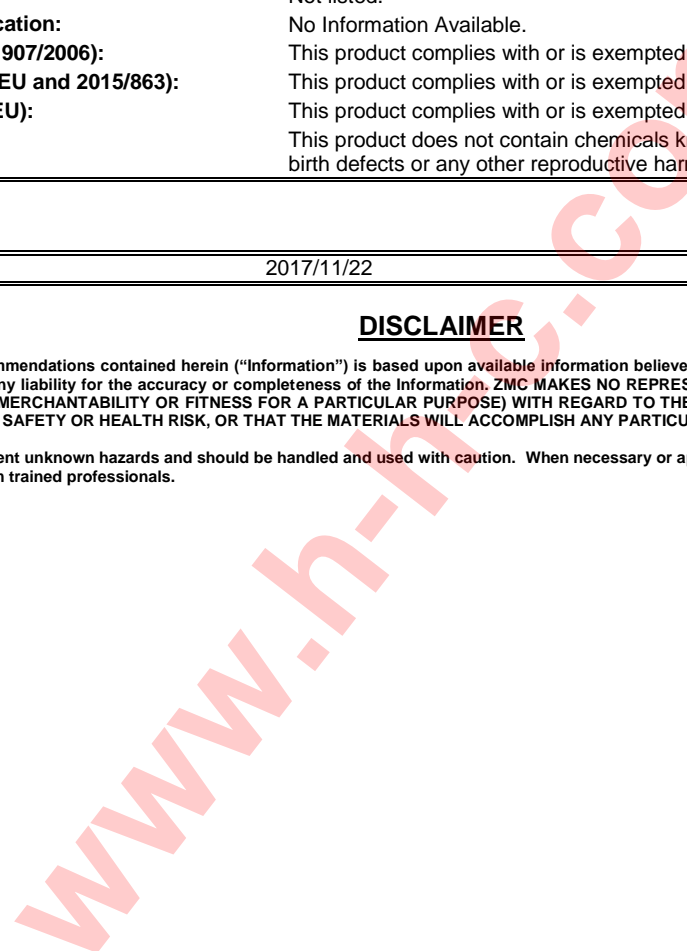 Not listed.
cation: No Information Available.
907/2006): This product complies with or is exempted
EU and 2015/863): This product complies with or is exempted
EU): This product complies with or is exempted
This product does not contain chemicals k
birth defects or any other reproductive har
2017/11/22
DISCLAIMER
mmendations contained herein (“Information”) is based upon available information believe
ny liability for the accuracy or completeness of the Information. ZMC MAKES NO REPRES
MERCHANTABILITY OR FITNESS FOR A PARTICULAR PURPOSE) WITH REGARD TO THE
SAFETY OR HEALTH RISK, OR THAT THE MATERIALS WILL ACCOMPLISH ANY PARTICU
ent unknown hazards and should be handled and used with caution. When necessary or a
n trained professionals.
www.h-h-c.co